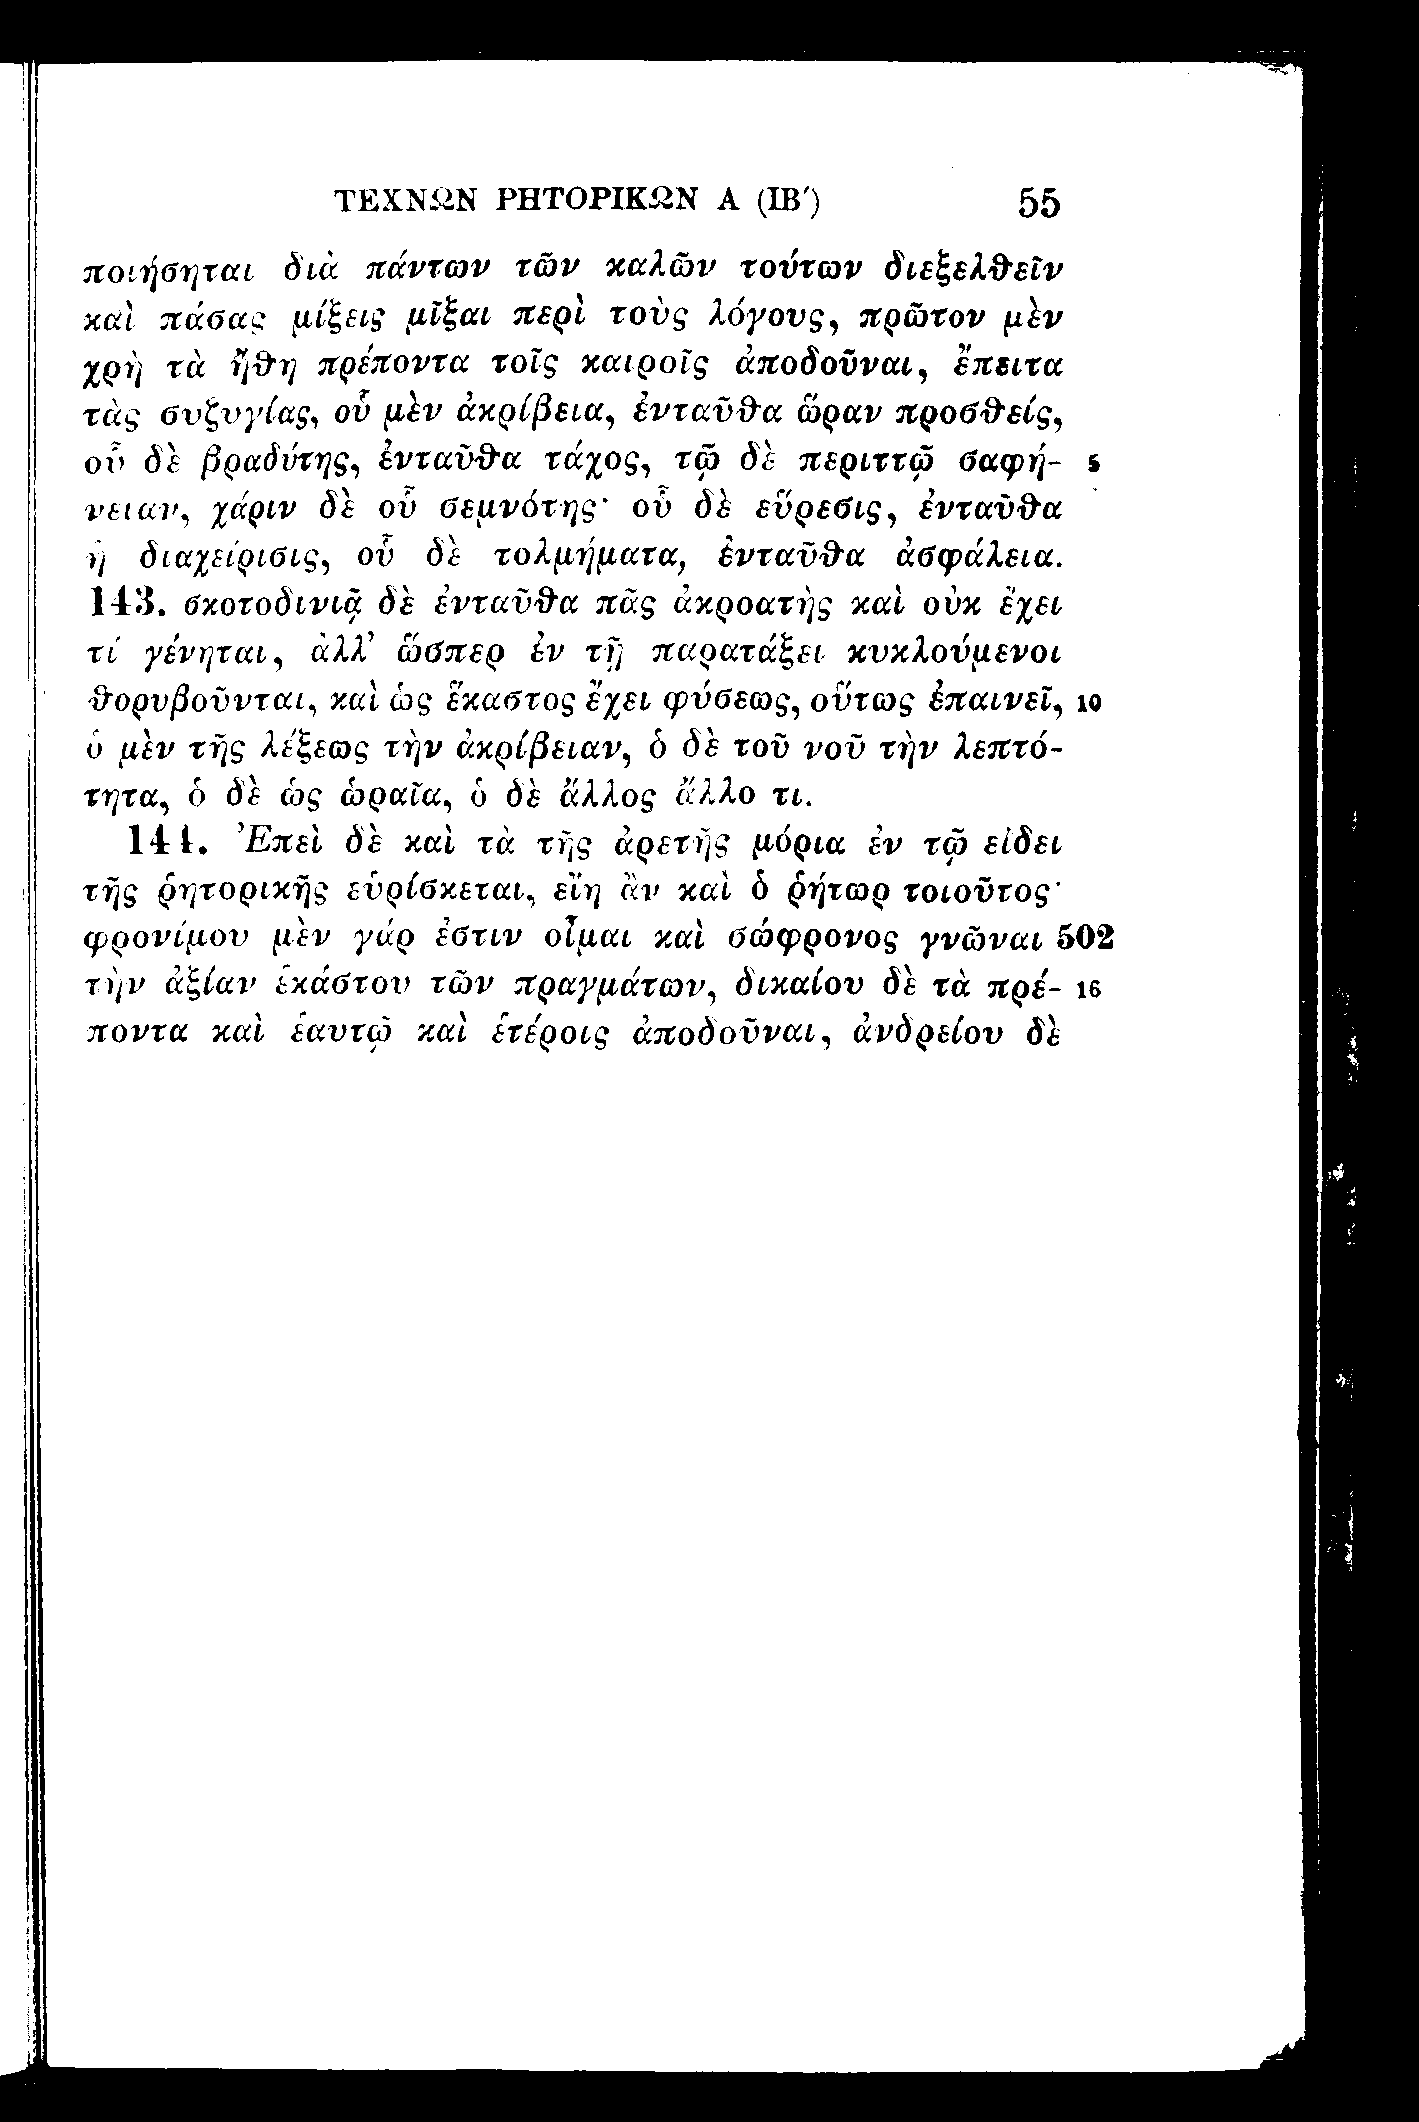 ΤΕΧΝΩΝ ΡΗΤΟΡΙΚΩΝ Α (ΙΒ΄) 55
ποιήσηται διὰ πάντων τῶν καλῶν τούτων διεξελθεῖν
καὶ πάσας μίξεις μῖξαι περὶ τοὺς λόγους, πρῶτον μὲν
χρὴ τὰ ἤθη πρέποντα τοῖς καιροῖς ἀποδοῦναι, ἔπειτα
τὰς συζυγίας, οὗ μὲν ἀκρίβεια, ἐνταῦθα ὥραν προσθείς,
οὗ δὲ βραδύτης, ἐνταῦθα τάχος, τῷ δὲ περιττῷ σαφή- 5
νειαν, χάριν δὲ οὗ σεμνότης· οὗ δὲ εὕρεσις, ἐνταῦθα
ἡ διαχείρισις, οὗ δὲ τολμήματα, ἐνταῦθα ἀσφάλεια.
143. σκοτοδινιᾷ δὲ ἐνταῦθα πᾶς ἀκροατὴς καὶ οὐκ ἔχει
τί γένηται, ἀλλ’ ὥσπερ ἐν τῇ παρατάξει κυκλούμενοι
θορυβοῦνται, καὶ ὡς ἕκαστος ἔχει φύσεως, οὕτως ἐπαινεῖ, 10
ὁ μὲν τῆς λέξεως τὴν ἀκρίβειαν, ὁ δὲ τοῦ νοῦ τὴν λεπτό-
τητα, ὁ δὲ ὡς ὡραῖα, ὁ δὲ ἄλλος ἄλλο τι.
144. Ἐπεὶ δὲ καὶ τὰ τῆς ἀρετῆς μόρια ἐν τῷ εἴδει
τῆς ῥητορικῆς εὑρίσκεται, εἴη ἂν καὶ ὁ ῥήτωρ τοιοῦτος·
φρονίμου μὲν γάρ ἐστιν οἶμαι καὶ σώφρονος γνῶναι 502
τὴν ἀξίαν ἑκάστου τῶν πραγμάτων, δικαίου δὲ τὰ πρέ- 16
ποντα καὶ ἑαυτῷ καὶ ἑτέροις ἀποδοῦναι, ἀνδρείου δὲ